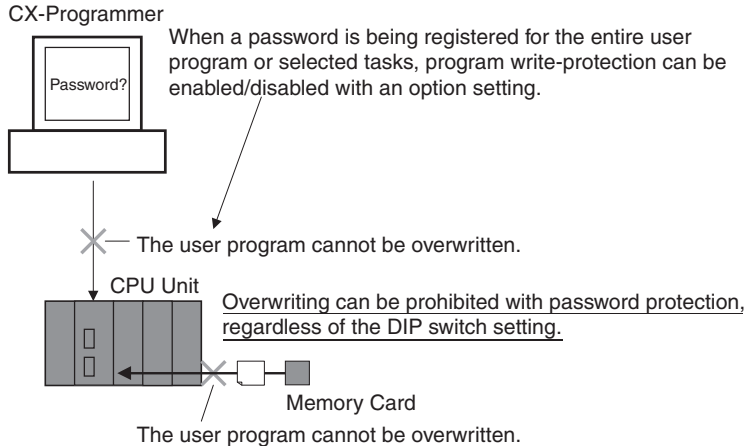 CX-Programmer
When a password is being registered for the entire user
program or selected tasks, program write-protection can be
enabled/disabled with an option setting.
Password?
The user program cannot be overwritten.
CPU Unit
Overwriting can be prohibited with password protection,
regardless of the DIP switch setting.
Memory Card
The user program cannot be overwritten.